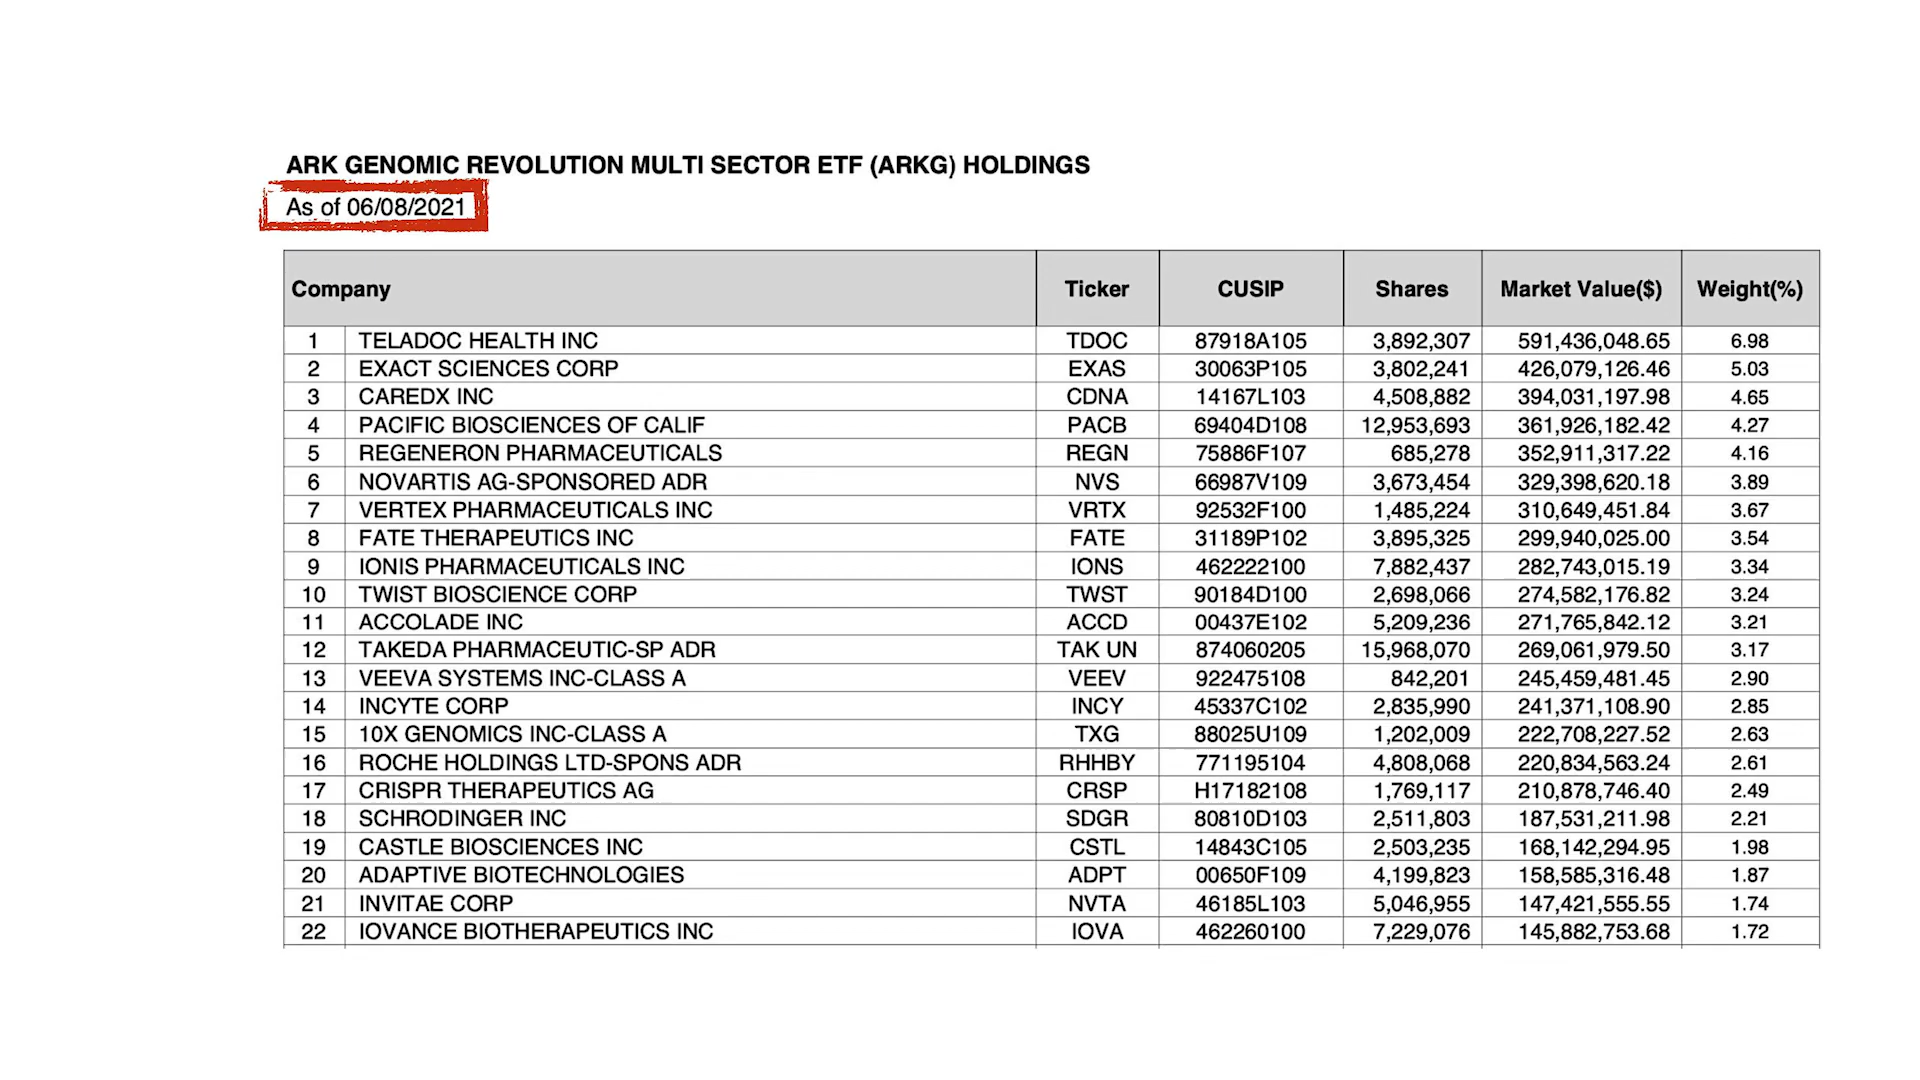 ARK GENOMIC REVOLUTION MULTI SECTOR ETF (ARKG) HOLDINGS
As of 06/08/2021
Company Ticker CUSIP Shares Market Value($) Weight(%)
1 TELADOC HEALTH INC TDOC 87918A105 3,892,307 591,436,048.65 6.98
2 EXACT SCIENCES CORP EXAS 30063P105 3,802,241 426,079,126.46 5.03
3 CAREDX INC CDNA 14167L103 4,508,882 394,031,197.98 4.65
4 PACIFIC BIOSCIENCES OF CALIF PACB 69404D108 12,953,693 361,926,182.42 4.27
5 REGENERON PHARMACEUTICALS REGN 75886F107 685,278 352,911,317.22 4.16
6 NOVARTIS AG-SPONSORED ADR NVS 66987V109 3,673,454 329,398,620.18 3.89
7 VERTEX PHARMACEUTICALS INC VRTX 92532F100 1,485,224 310,649,451.84 3.67
8 FATE THERAPEUTICS INC FATE 31189P102 3,895,325 299,940,025.00 3.54
9 IONIS PHARMACEUTICALS INC IONS 462222100 7,882,437 282,743,015.19 3.34
10 TWIST BIOSCIENCE CORP TWST 90184D100 2,698,066 274,582,176.82 3.24
11 ACCOLADE INC ACCD 00437E102 5,209,236 271,765,842.12 3.21
12 TAKEDA PHARMACEUTIC-SP ADR TAK UN 874060205 15,968,070 269,061,979.50 3.17
13 VEEVA SYSTEMS INC-CLASS A VEEV 922475108 842,201 245,459,481.45 2.90
14 INCYTE CORP INCY 45337C102 2,835,990 241,371,108.90 2.85
15 10X GENOMICS INC-CLASS A TXG 88025U109 1,202,009 222,708,227.52 2.63
16 ROCHE HOLDINGS LTD-SPONS ADR RHHBY 771195104 4,808,068 220,834,563.24 2.61
17 CRISPR THERAPEUTICS AG CRSP H17182108 1,769,117 210,878,746.40 2.49
18 SCHRODINGER INC SDGR 80810D103 2,511,803 187,531,211.98 2.21
19 CASTLE BIOSCIENCES INC CSTL 14843C105 2,503,235 168,142,294.95 1.98
20 ADAPTIVE BIOTECHNOLOGIES ADPT 00650F109 4,199,823 158,585,316.48 1.87
21 INVITAE CORP NVTA 46185L103 5,046,955 147,421,555.55 1.74
22 IOVANCE BIOTHERAPEUTICS INC IOVA 462260100 7,229,076 145,882,753.68 1.72